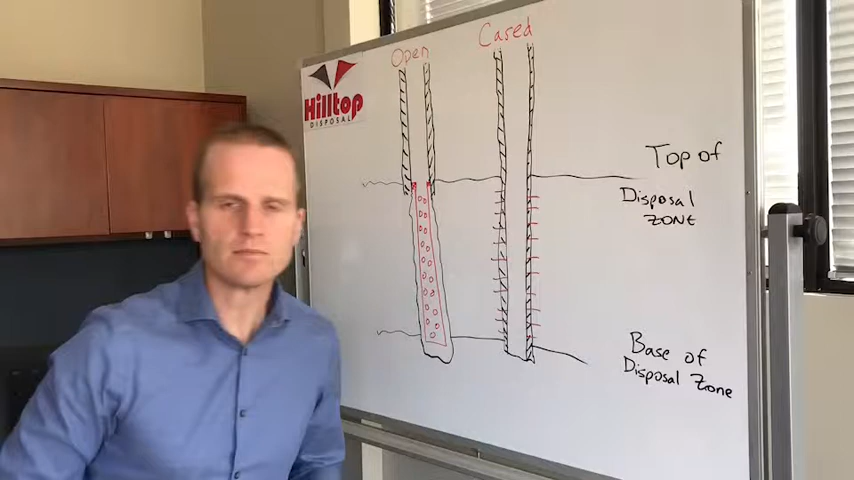 Open
Cased
Hilltop
DISPOSAL
Top of
Disposal
ZONE
Base of
Disposal Zone